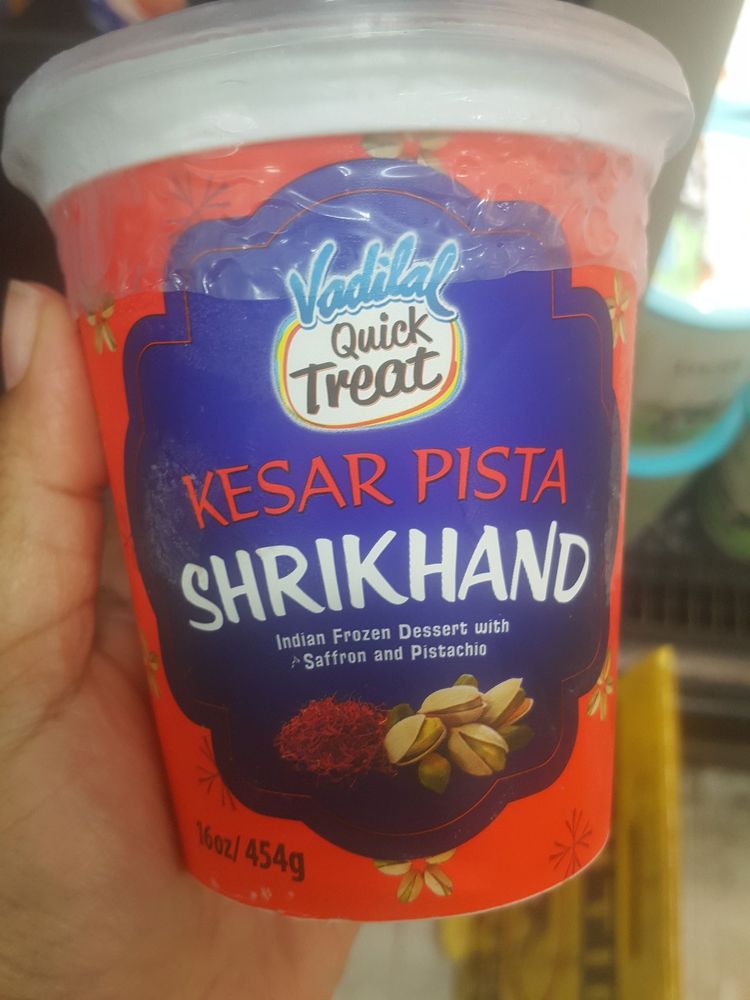 Vadilal
Quick
Treat
KESAR PISTA
SHRIKHAND
Indian Frozen Dessert with
Saffron and Pistachio
16oz/454g